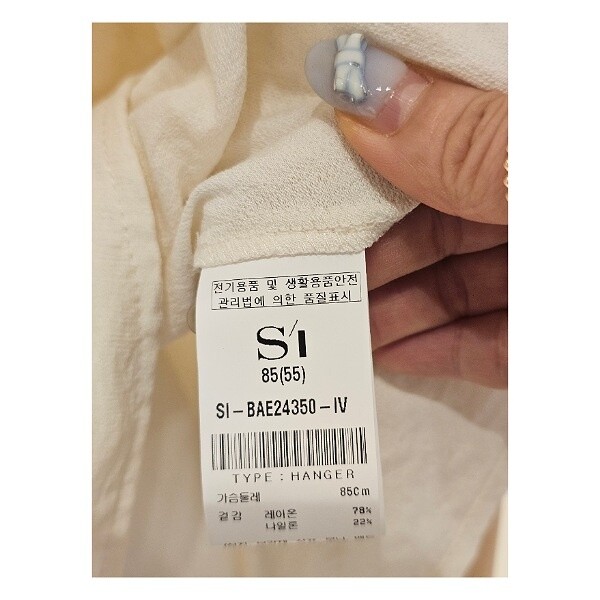 전기용품 및 생활용품안전
관리법에 의한 품질표시
S/I
85(55)
SI-BAE24350-IV
TYPE : HANGER
가슴둘레 85Cm
겉감 레이온 78%
나일론 22%